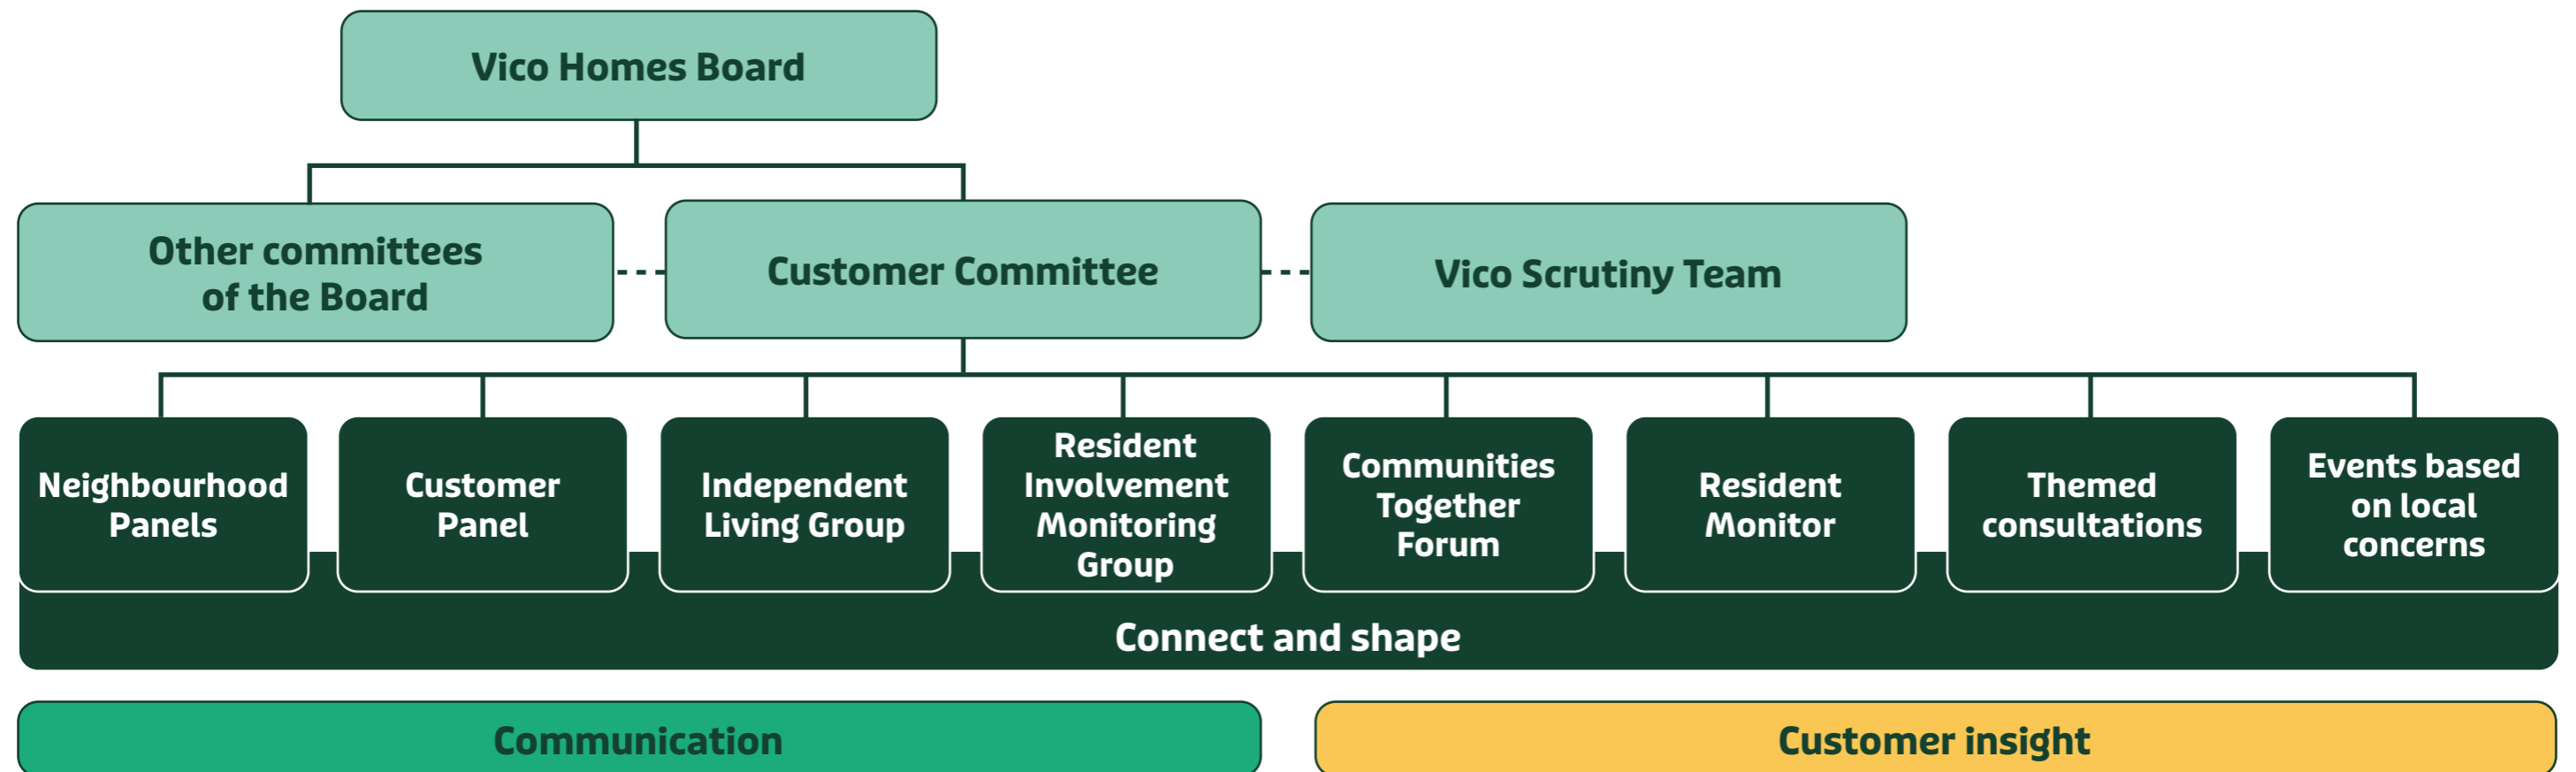 Vico Homes Board
Other committees
of the Board
Customer Committee
Vico Scrutiny Team
Neighbourhood
Panels
Customer
Panel
Independent
Living Group
Resident
Involvement
Monitoring
Group
Communities
Together
Forum
Resident
Monitor
Themed
consultations
Events based
on local
concerns
Connect and shape
Communication
Customer insight